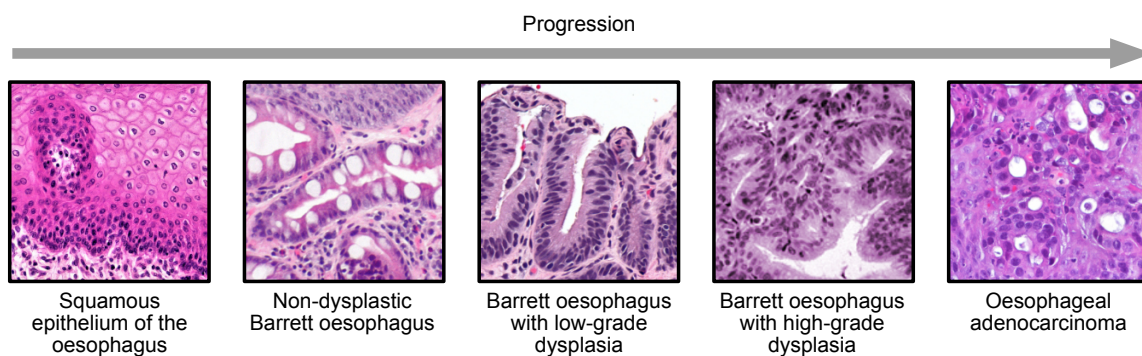 Progression
Squamous
epithelium of the
oesophagus
Non-dysplastic
Barrett oesophagus
Barrett oesophagus
with low-grade
dysplasia
Barrett oesophagus
with high-grade
dysplasia
Oesophageal
adenocarcinoma